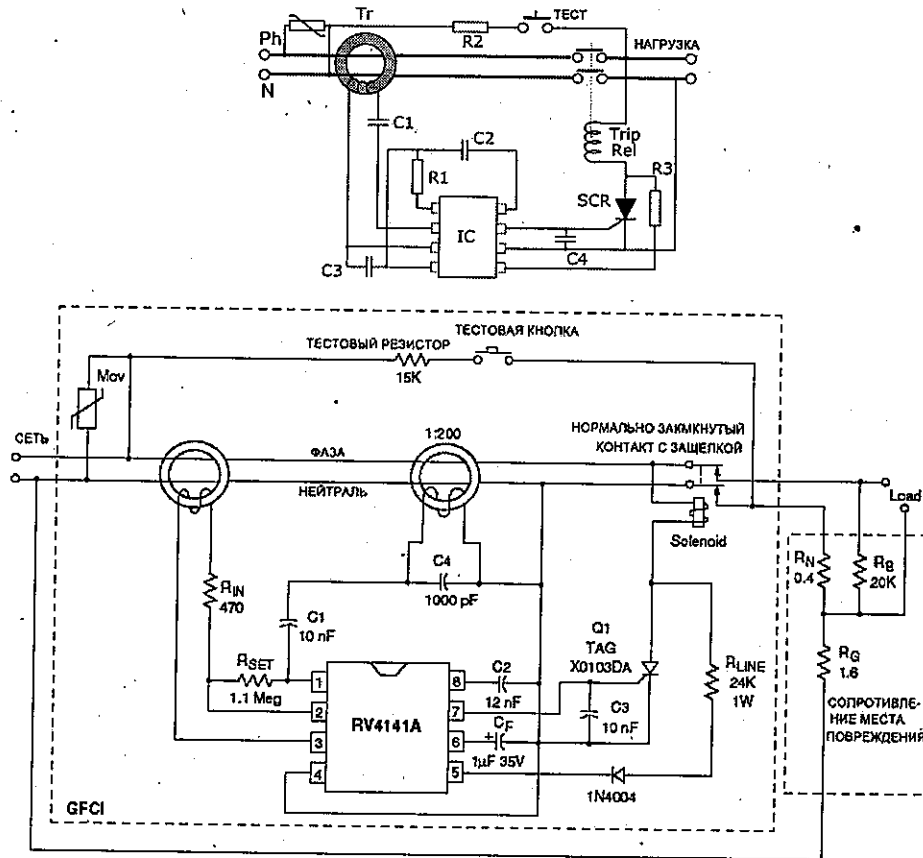 Tr
ТЕСТ
Ph
R2
НАГРУЗКА
N
C1
C2
Trip
Rel
R1
R3
SCR
IC
C4
C3
ТЕСТОВАЯ КНОПКА
ТЕСТОВЫЙ РЕЗИСТОР
15K
Mov
СЕТЬ
1:200
НОРМАЛЬНО ЗАКМКНУТЫЙ
КОНТАКТ С ЗАЩЕЛКОЙ
ФАЗА
НЕЙТРАЛЬ
Load
Solenoid
RN
0.4
RB
20K
RIN
470
C4
1000 pF
C1
10 nF
Q1
TAG
X0103DA
RG
1.6
RSET
1.1 Meg
C2
12 nF
RLINE
24K
1W
1
2
3
4
RV4141A
8
7
6
5
C3
10 nF
+
CF
1µF 35V
1N4004
СОПРОТИВЛЕ-
НИЕ МЕСТА
ПОВРЕЖДЕНИЙ
GFCI